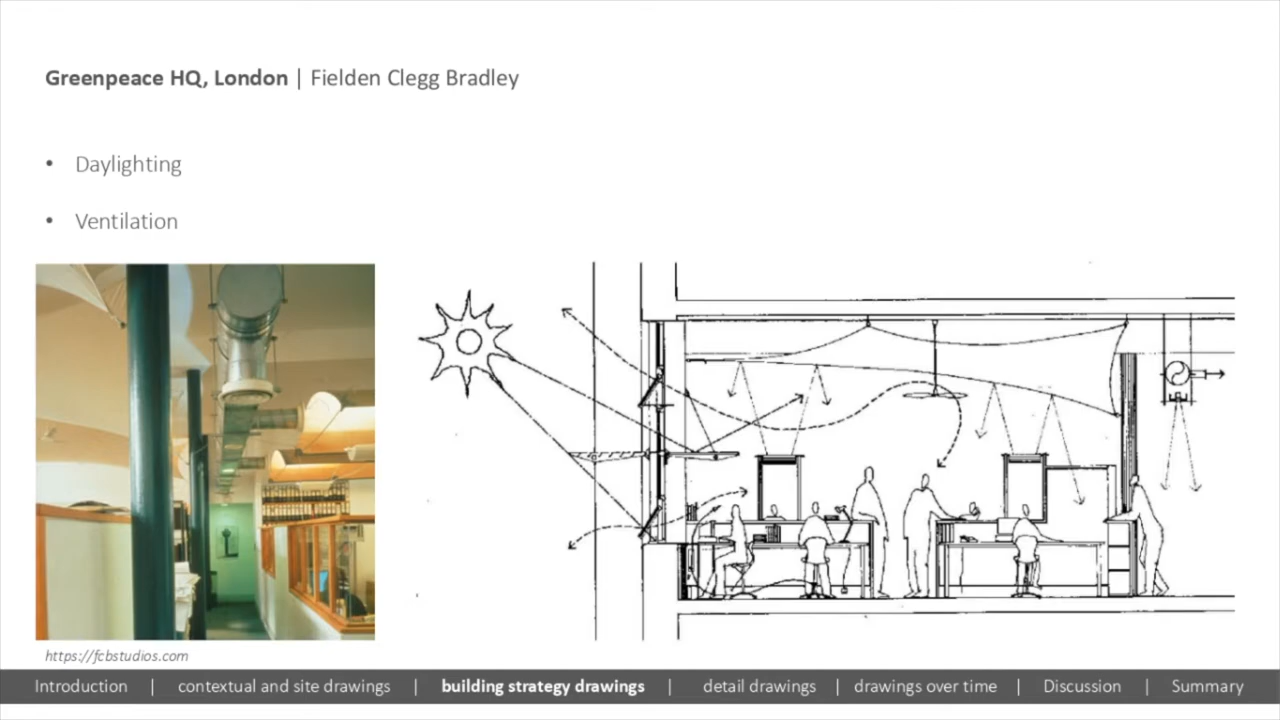 Greenpeace HQ, London | Fielden Clegg Bradley
• Daylighting
• Ventilation
https://fcbstudios.com
Introduction | contextual and site drawings | building strategy drawings | detail drawings | drawings over time | Discussion | Summary